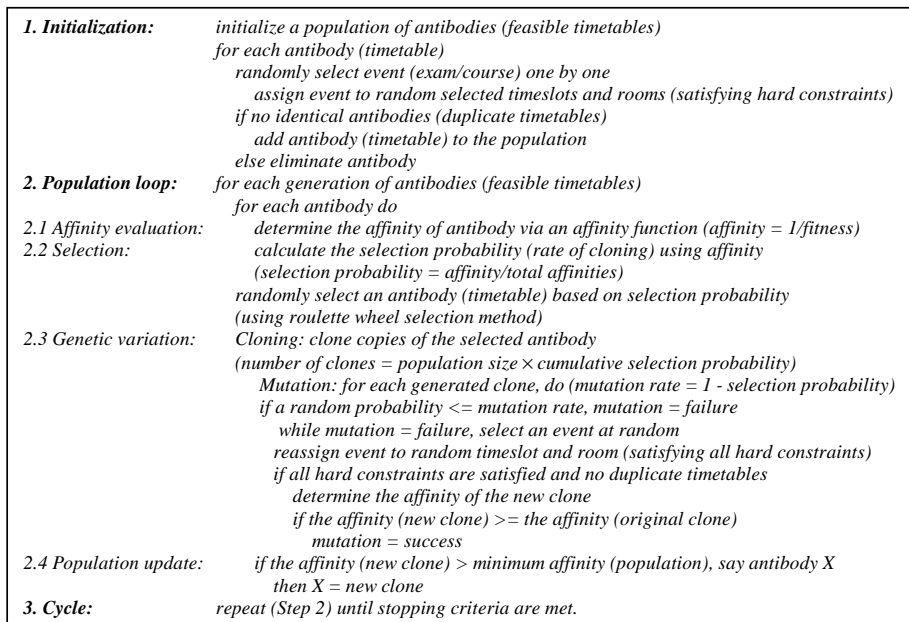 1. Initialization: initialize a population of antibodies (feasible timetables)
for each antibody (timetable)
randomly select event (exam/course) one by one
assign event to random selected timeslots and rooms (satisfying hard constraints)
if no identical antibodies (duplicate timetables)
add antibody (timetable) to the population
else eliminate antibody
2. Population loop: for each generation of antibodies (feasible timetables)
for each antibody do
2.1 Affinity evaluation: determine the affinity of antibody via an affinity function (affinity = 1/fitness)
2.2 Selection: calculate the selection probability (rate of cloning) using affinity
(selection probability = affinity/total affinities)
randomly select an antibody (timetable) based on selection probability
(using roulette wheel selection method)
2.3 Genetic variation: Cloning: clone copies of the selected antibody
(number of clones = population size × cumulative selection probability)
Mutation: for each generated clone, do (mutation rate = 1 - selection probability)
if a random probability <= mutation rate, mutation = failure
while mutation = failure, select an event at random
reassign event to random timeslot and room (satisfying all hard constraints)
if all hard constraints are satisfied and no duplicate timetables
determine the affinity of the new clone
if the affinity (new clone) >= the affinity (original clone)
mutation = success
2.4 Population update: if the affinity (new clone) > minimum affinity (population), say antibody X
then X = new clone
3. Cycle: repeat (Step 2) until stopping criteria are met.